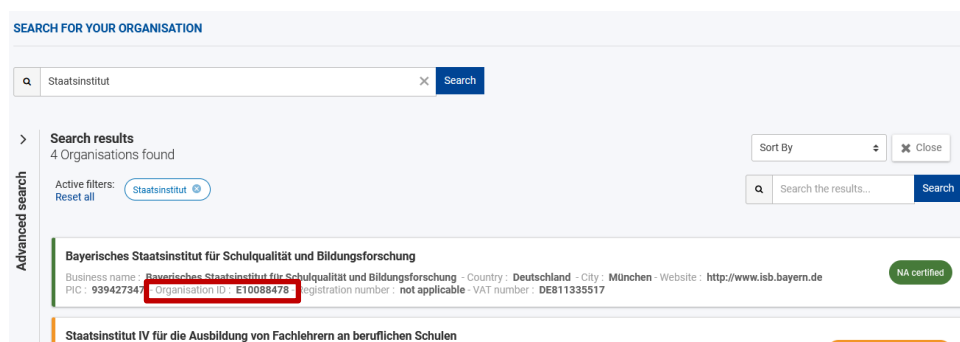 SEARCH FOR YOUR ORGANISATION
Staatsinstitut
Search
Search results
4 Organisations found
Sort By
Close
Advanced search
Active filters:
Reset all
Staatsinstitut
Search the results...
Search
Bayerisches Staatsinstitut für Schulqualität und Bildungsforschung
Business name : Bayerisches Staatsinstitut für Schulqualität und Bildungsforschung - Country : Deutschland - City : München - Website : http://www.isb.bayern.de
PIC : 939427347 - Organisation ID : E10088478 - Registration number : not applicable - VAT number : DE811335517
NA certified
Staatsinstitut IV für die Ausbildung von Fachlehrern an beruflichen Schulen